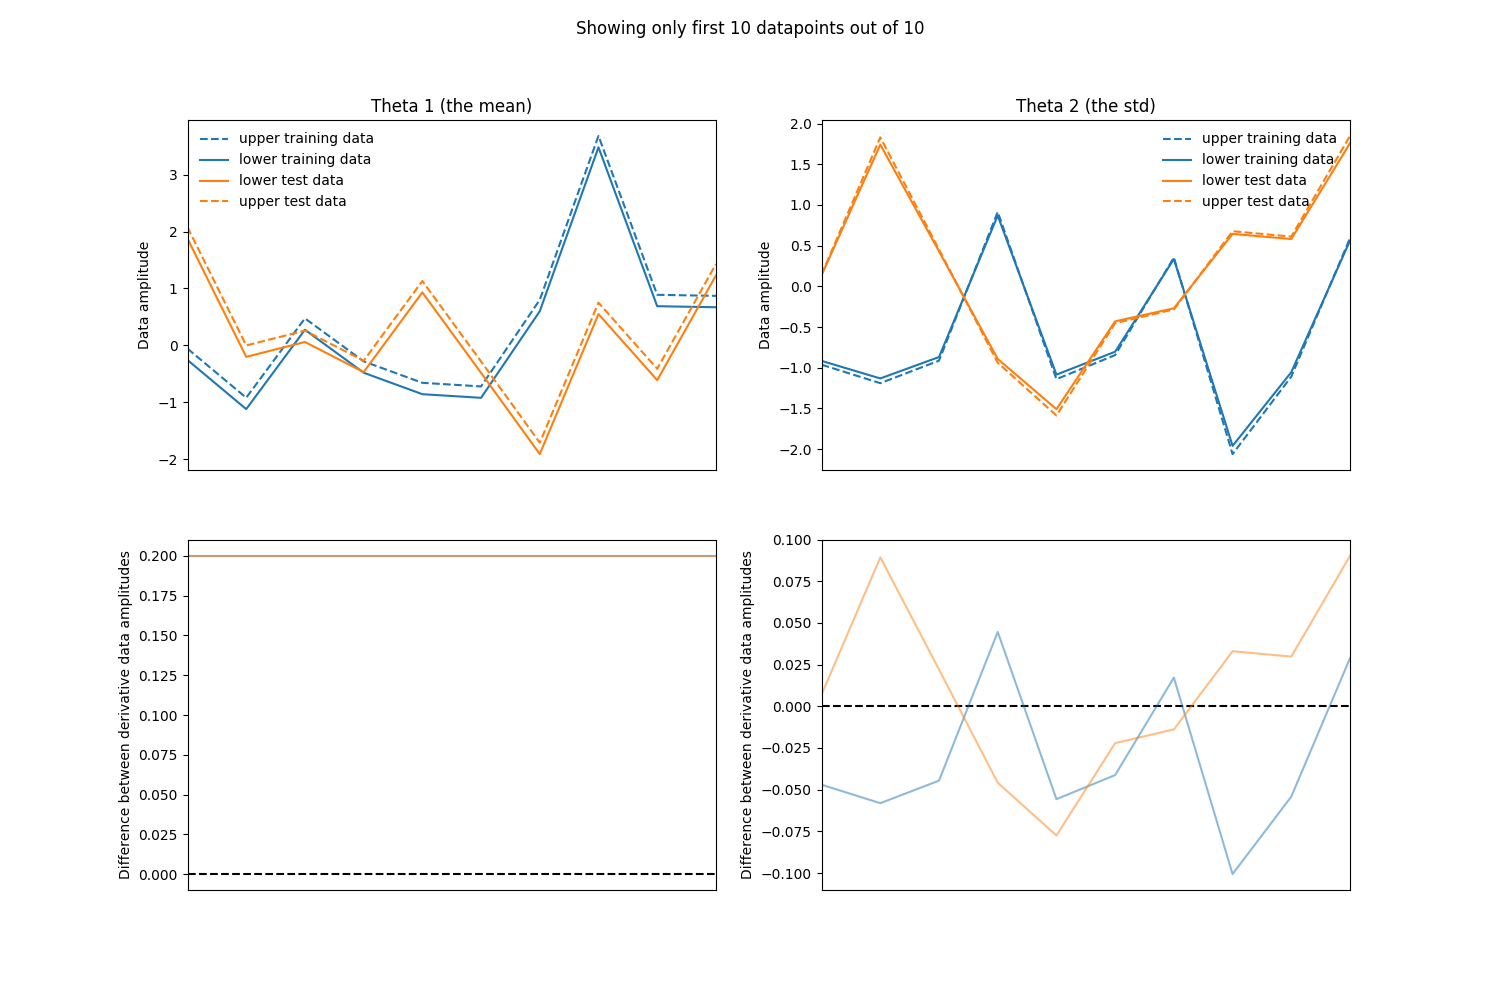 Showing only first 10 datapoints out of 10
Theta 1 (the mean)
upper training data
lower training data
lower test data
upper test data
Data amplitude
3
2
1
0
−1
−2
Theta 2 (the std)
upper training data
lower training data
lower test data
upper test data
Data amplitude
2.0
1.5
1.0
0.5
0.0
−0.5
−1.0
−1.5
−2.0
Difference between derivative data amplitudes
0.200
0.175
0.150
0.125
0.100
0.075
0.050
0.025
0.000
Difference between derivative data amplitudes
0.100
0.075
0.050
0.025
0.000
−0.025
−0.050
−0.075
−0.100